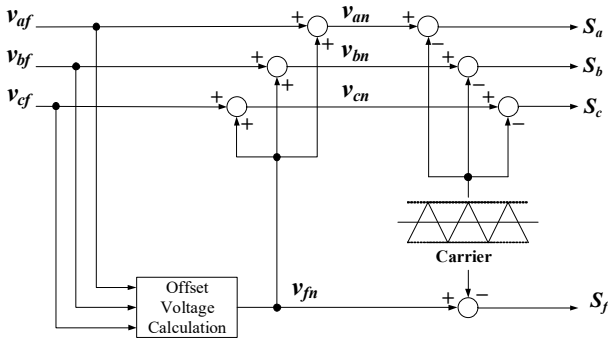 v_af + v_an + S_a
+ −
v_bf + v_bn + S_b
+ −
v_cf + v_cn + S_c
+ −
Carrier
Offset
Voltage
Calculation
v_fn + − S_f